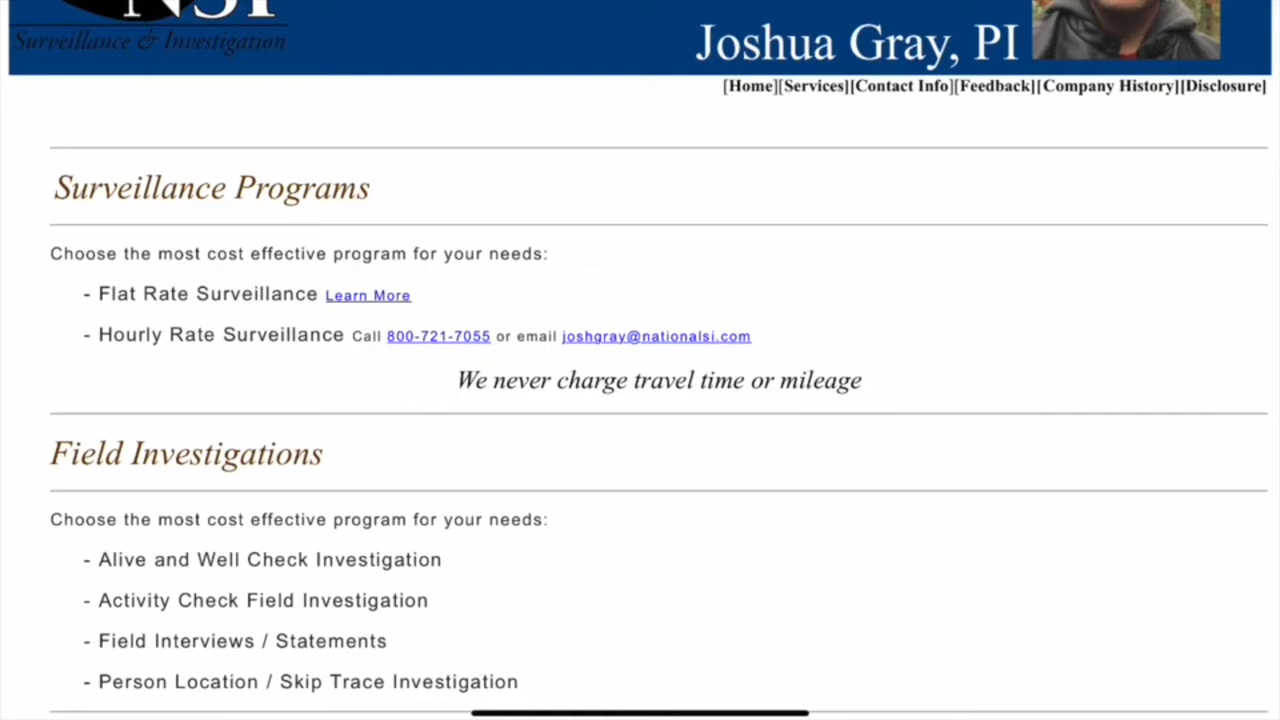 NSI
Surveillance & Investigation
Joshua Gray, PI
[Home][Services][Contact Info][Feedback][Company History][Disclosure]
Surveillance Programs
Choose the most cost effective program for your needs:
- Flat Rate Surveillance Learn More
- Hourly Rate Surveillance Call 800-721-7055 or email joshgray@nationalsi.com
We never charge travel time or mileage
Field Investigations
Choose the most cost effective program for your needs:
- Alive and Well Check Investigation
- Activity Check Field Investigation
- Field Interviews / Statements
- Person Location / Skip Trace Investigation